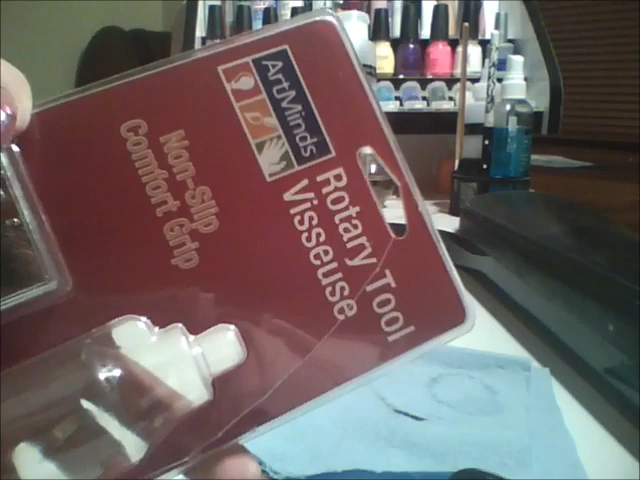 ArtMinds
Rotary Tool
Visseuse
Non-Slip
Comfort Grip